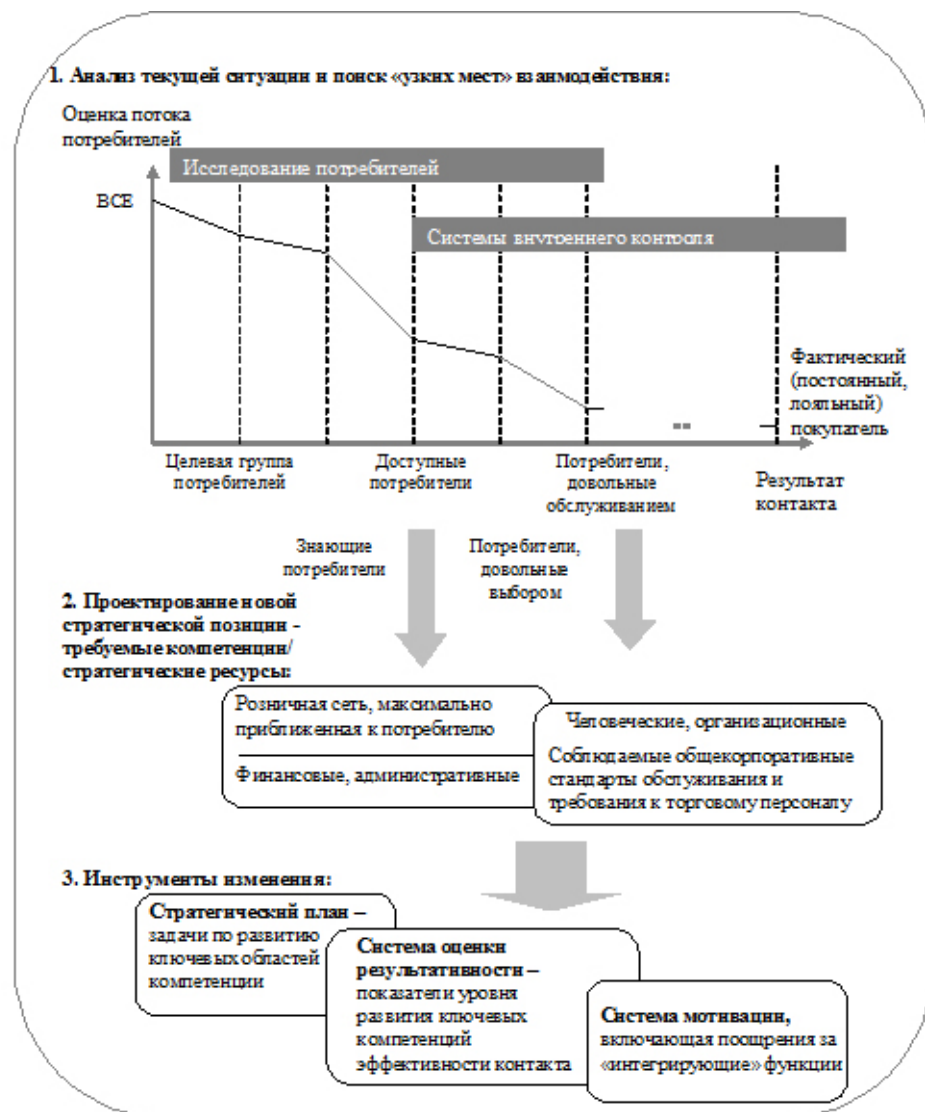 1. Анализ текущей ситуации и поиск «узких мест» взаимодействия:
Оценка потока
потребителей
Исследование потребителей
ВСЕ
Системы внутреннего контроля
Фактический
(постоянный,
лояльный)
покупатель
Целевая группа
потребителей
Доступные
потребители
Потребители,
довольные
обслуживанием
Результат
контакта
Знающие
потребители
Потребители,
довольные
выбором
2. Проектирование новой
стратегической позиции -
требуемые компетенции/
стратегические ресурсы:
Розничная сеть, максимально
приближенная к потребителю
Финансовые, административные
Человеческие, организационные
Соблюдаемые общекорпоративные
стандарты обслуживания и
требования к торговому персоналу
3. Инструменты изменения:
Стратегический план –
задачи по развитию
ключевых областей
компетенции
Система оценки
результативности –
показатели уровня
развития ключевых
компетенций
эффективности контакта
Система мотивации,
включающая поощрения за
«интегрирующие» функции